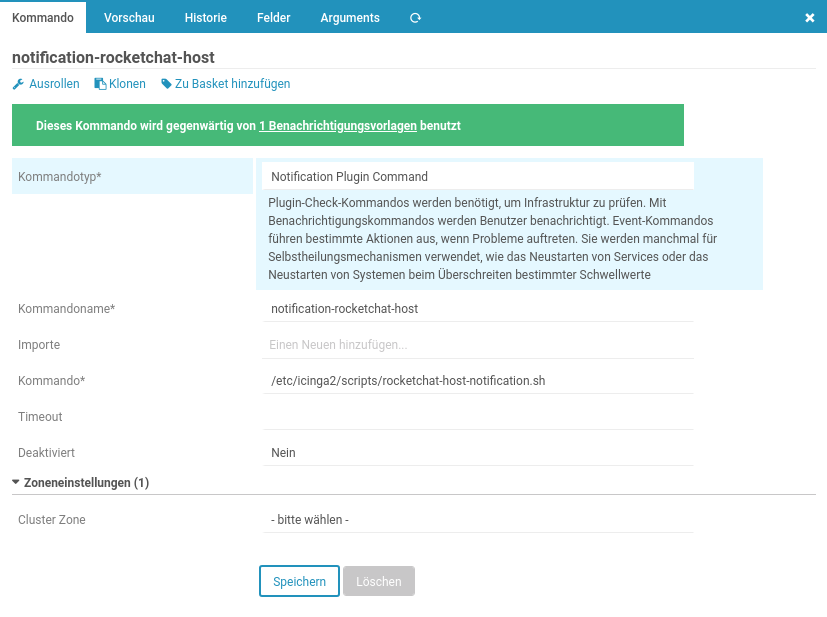 Kommando Vorschau Historie Felder Arguments
notification-rocketchat-host
Ausrollen Klonen Zu Basket hinzufügen
Dieses Kommando wird gegenwärtig von 1 Benachrichtigungsvorlagen benutzt
Kommandotyp* Notification Plugin Command
Plugin-Check-Kommandos werden benötigt, um Infrastruktur zu prüfen. Mit
Benachrichtigungskommandos werden Benutzer benachrichtigt. Event-Kommandos
führen bestimmte Aktionen aus, wenn Probleme auftreten. Sie werden manchmal für
Selbstheilungsmechanismen verwendet, wie das Neustarten von Services oder das
Neustarten von Systemen beim Überschreiten bestimmter Schwellwerte
Kommandoname* notification-rocketchat-host
Importe Einen Neuen hinzufügen...
Kommando* /etc/icinga2/scripts/rocketchat-host-notification.sh
Timeout
Deaktiviert Nein
Zoneneinstellungen (1)
Cluster Zone - bitte wählen -
Speichern Löschen